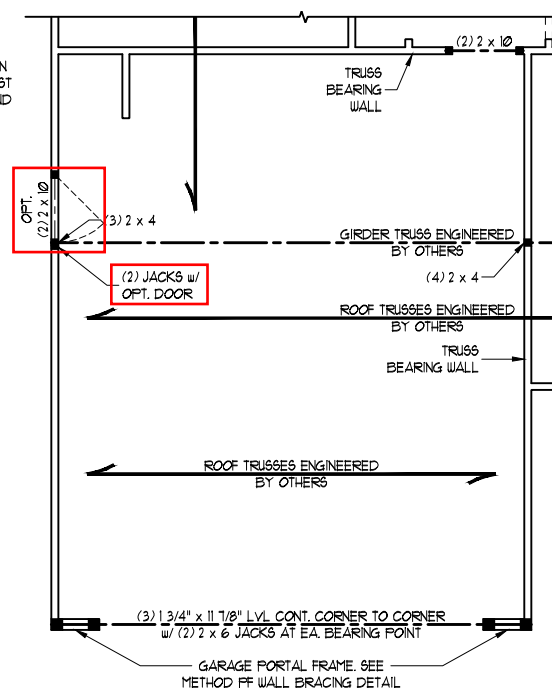 (2) 2 x 10
N
ST
ND
TRUSS
BEARING
WALL
OPT.
(2) 2 x 10
(3) 2 x 4
GIRDER TRUSS ENGINEERED
BY OTHERS
(2) JACKS w/
OPT. DOOR
(4) 2 x 4
ROOF TRUSSES ENGINEERED
BY OTHERS
TRUSS
BEARING WALL
ROOF TRUSSES ENGINEERED
BY OTHERS
(3) 1 3/4" x 11 7/8" LVL CONT. CORNER TO CORNER
w/ (2) 2 x 6 JACKS AT EA. BEARING POINT
GARAGE PORTAL FRAME. SEE
METHOD PF WALL BRACING DETAIL